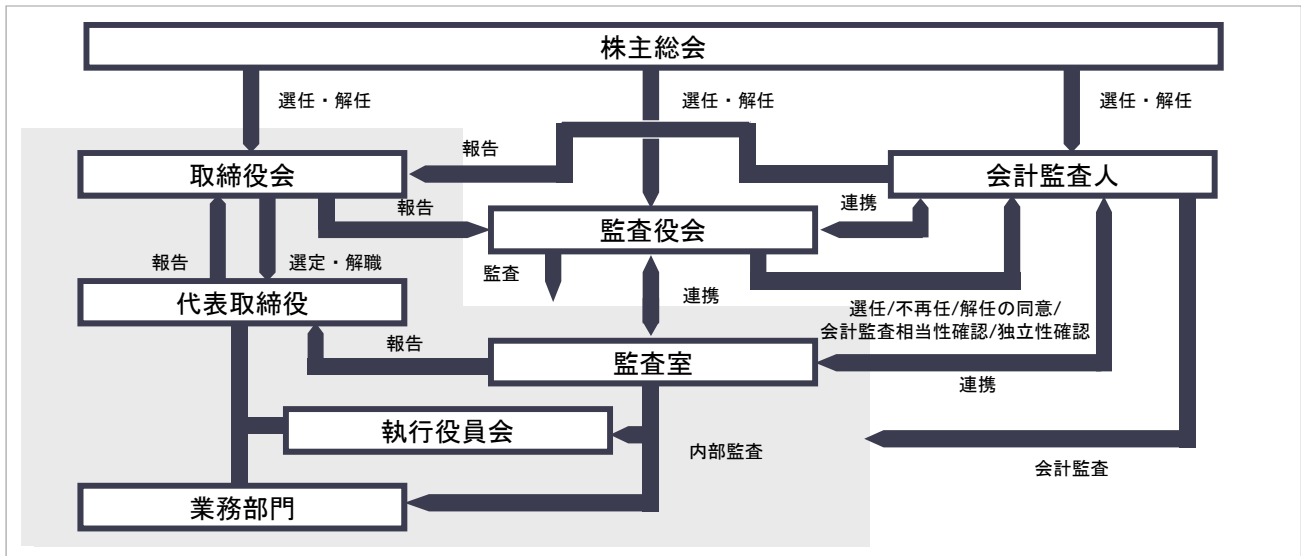 株主総会
選任・解任
選任・解任
選任・解任
報告
取締役会
会計監査人
報告
連携
監査役会
報告
選定・解職
監査
連携
代表取締役
選任/不再任/解任の同意/
会計監査相当性確認/独立性確認
報告
監査室
連携
執行役員会
内部監査
会計監査
業務部門